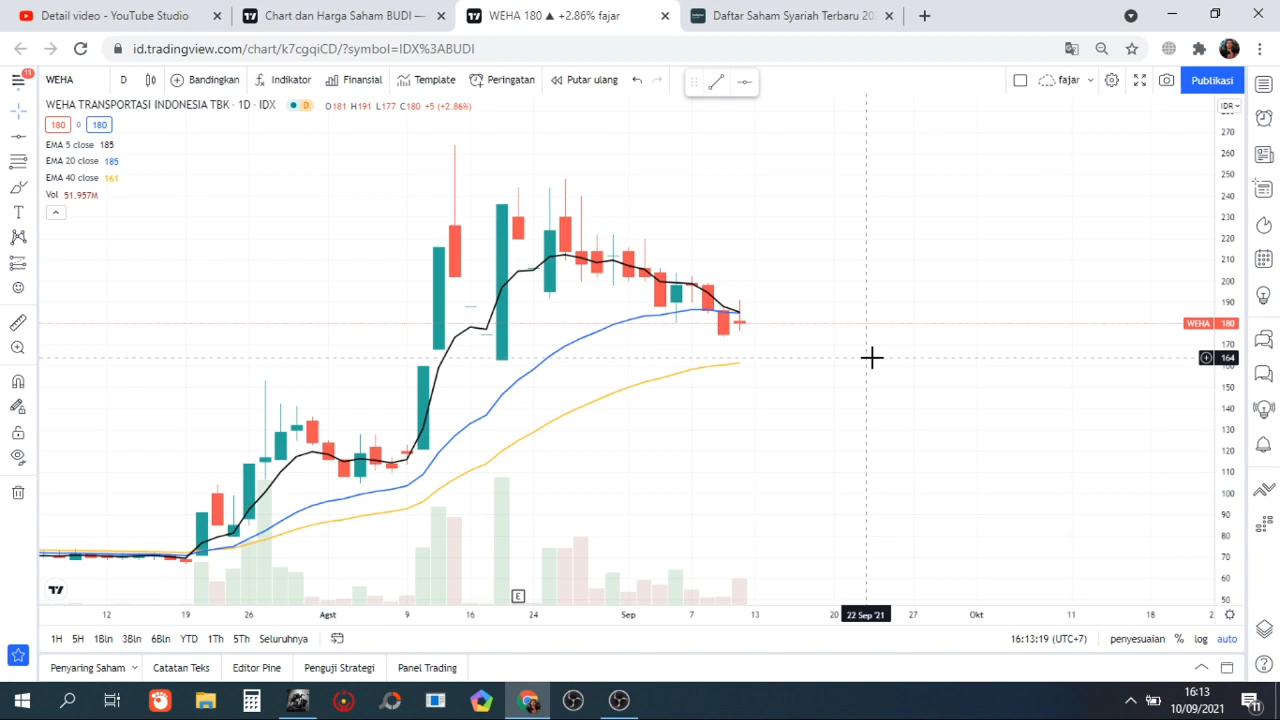 Detail video - YouTube Studio
Chart dan Harga Saham BUDI —
WEHA 180 ▲ +2.86% fajar
Daftar Saham Syariah Terbaru 202
id.tradingview.com/chart/k7cgqiCD/?symbol=IDX%3ABUDI
11
WEHA
D
Bandingkan
Indikator
Finansial
Template
Peringatan
Putar ulang
fajar
Publikasi
WEHA TRANSPORTASI INDONESIA TBK · 1D · IDX
D
O181 H191 L177 C180 +5 (+2.86%)
IDR
180 0 180
EMA 5 close 185
EMA 20 close 185
EMA 40 close 161
Vol 51.957M
270
260
250
240
230
220
210
200
190
WEHA 180
170
164
150
140
130
120
110
100
90
80
70
60
50
E
12 19 26 Agst 9 16 24 Sep 7 13 20 22 Sep '21 27 Okt 11 18 2
1H 5H 1Bln 3Bln 6Bln YTD 1Th 5Th Seluruhnya
16:13:19 (UTC+7) penyesuaian % log auto
Penyaring Saham Catatan Teks Editor Pine Penguji Strategi Panel Trading
16:13
10/09/2021
11